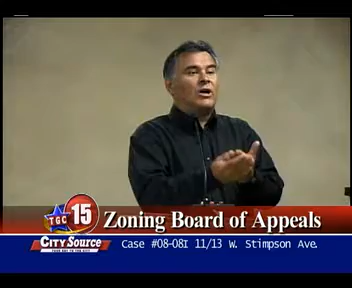 TGC 15
Zoning Board of Appeals
CITY SOURCE
Case #08-08I 11/13 W. Stimpson Ave.